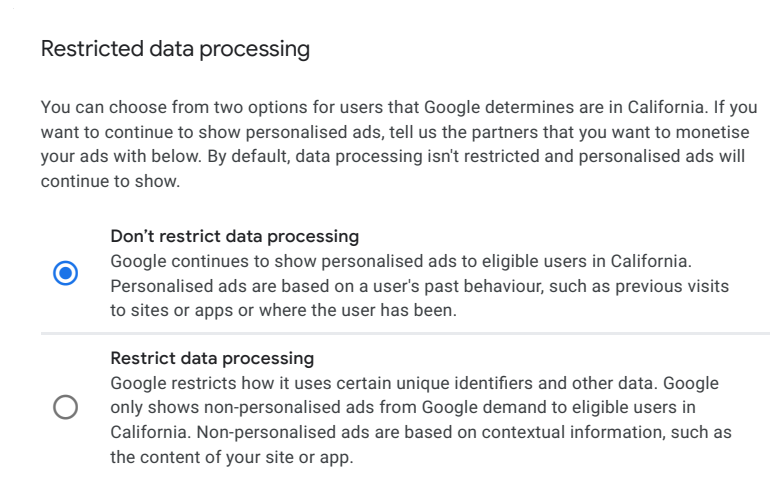 Restricted data processing
You can choose from two options for users that Google determines are in California. If you
want to continue to show personalised ads, tell us the partners that you want to monetise
your ads with below. By default, data processing isn't restricted and personalised ads will
continue to show.
Don't restrict data processing
Google continues to show personalised ads to eligible users in California.
Personalised ads are based on a user's past behaviour, such as previous visits
to sites or apps or where the user has been.
Restrict data processing
Google restricts how it uses certain unique identifiers and other data. Google
only shows non-personalised ads from Google demand to eligible users in
California. Non-personalised ads are based on contextual information, such as
the content of your site or app.